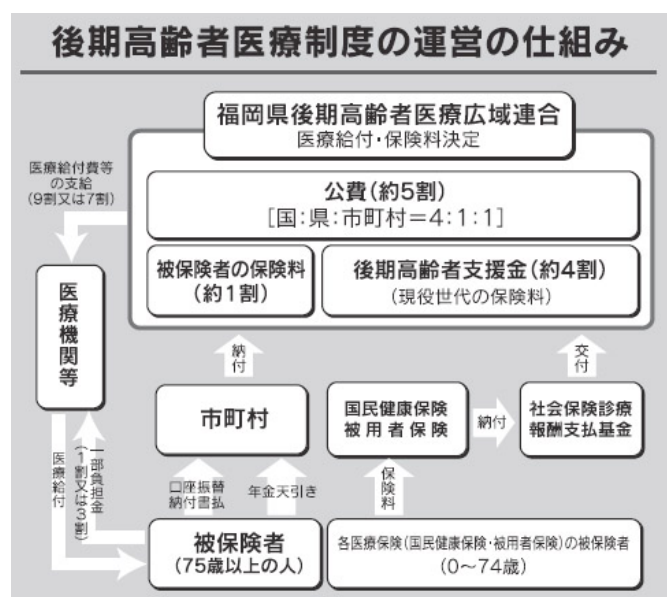 後期高齢者医療制度の運営の仕組み
福岡県後期高齢者医療広域連合
医療給付・保険料決定
医療給付費等
の支給
(9割又は7割)
公費(約5割)
[国:県:市町村=4:1:1]
被保険者の保険料
(約1割)
後期高齢者支援金(約4割)
(現役世代の保険料)
医療機関等
納付
交付
市町村
国民健康保険
被用者保険
納付
社会保険診療
報酬支払基金
医療給付
一部負担金
(1割又は3割)
口座振替
納付書払
年金天引き
保険料
被保険者
(75歳以上の人)
各医療保険(国民健康保険・被用者保険)の被保険者
(0〜74歳)